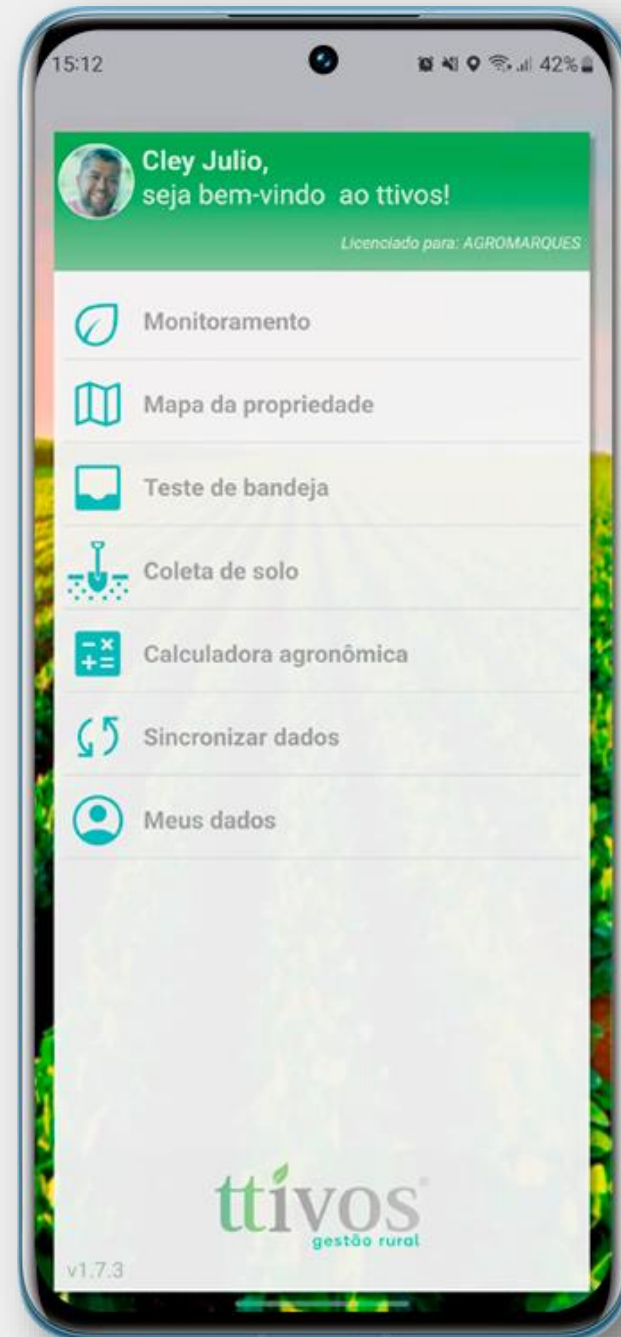 15:12
42%
Cley Julio,
seja bem-vindo ao ttivos!
Licenciado para: AGROMARQUES
Monitoramento
Mapa da propriedade
Teste de bandeja
Coleta de solo
Calculadora agronômica
Sincronizar dados
Meus dados
ttivos®
gestão rural
v1.7.3